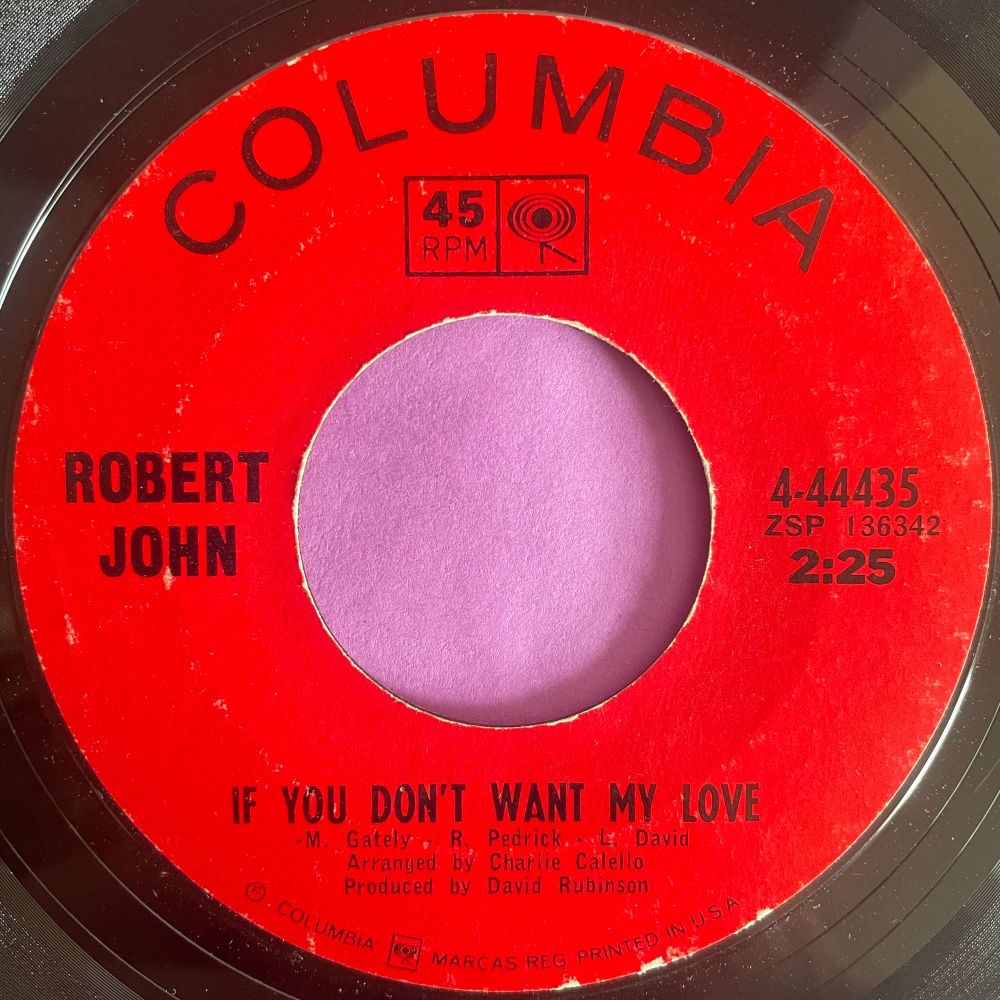 COLUMBIA
45
RPM
ROBERT
JOHN
4-44435
ZSP 136342
2:25
IF YOU DON'T WANT MY LOVE
-M. Gately - R. Pedrick - L. David
Arranged by Charlie Calello
Produced by David Rubinson
® "COLUMBIA" MARCAS REG. PRINTED IN U.S.A.